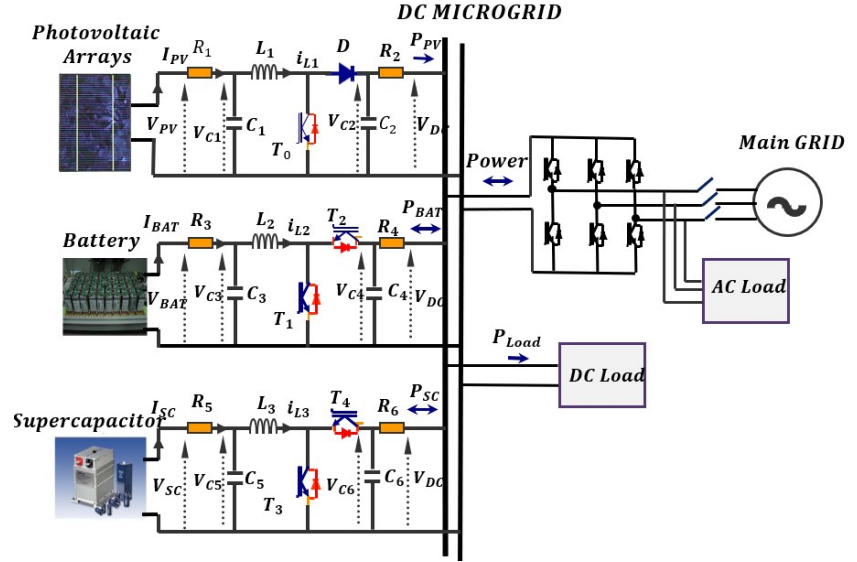 DC MICROGRID
Photovoltaic
Arrays
I_PV
R_1
L_1
i_L1
D
R_2
P_PV
V_PV
V_C1
C_1
T_0
V_C2
C_2
V_DC
Power
Main GRID
I_BAT
R_3
L_2
i_L2
T_2
R_4
P_BAT
Battery
V_BAT
V_C3
C_3
T_1
V_C4
C_4
V_DC
AC Load
P_Load
DC Load
I_SC
R_5
L_3
i_L3
T_4
R_6
P_SC
Supercapacitor
V_SC
V_C5
C_5
T_3
V_C6
C_6
V_DC